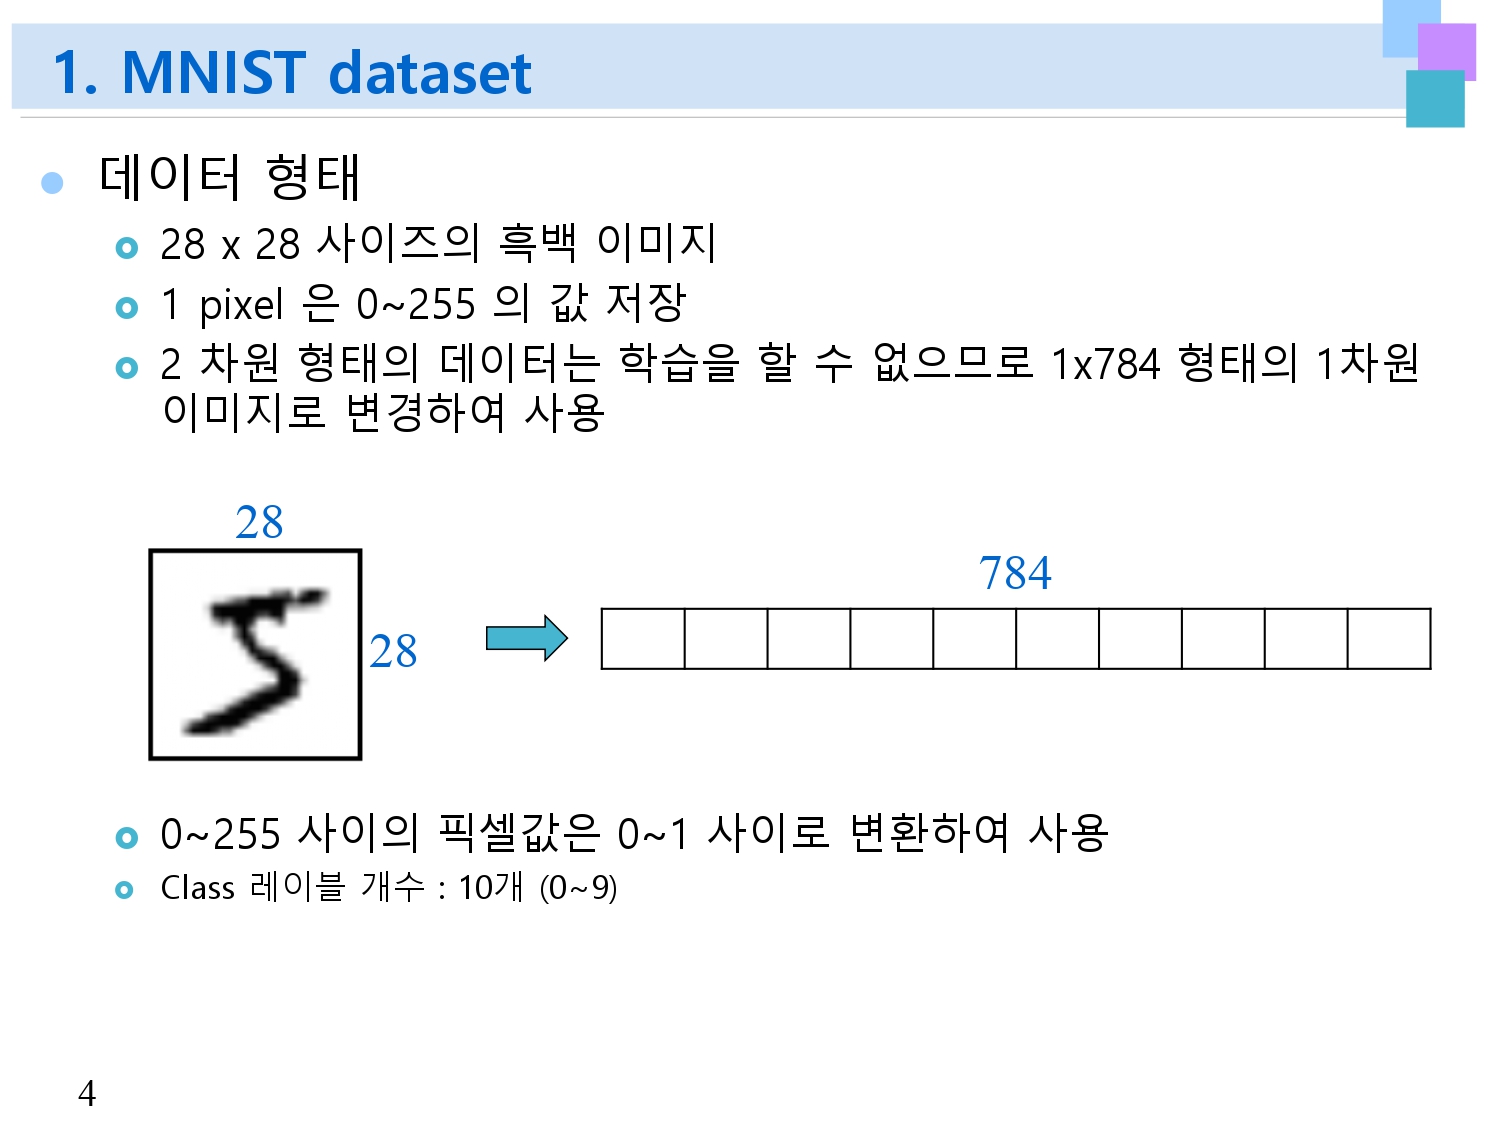 1. MNIST dataset
데이터 형태
28 x 28 사이즈의 흑백 이미지
1 pixel 은 0~255 의 값 저장
2 차원 형태의 데이터는 학습을 할 수 없으므로 1x784 형태의 1차원
이미지로 변경하여 사용
28
28
784
0~255 사이의 픽셀값은 0~1 사이로 변환하여 사용
Class 레이블 개수 : 10개 (0~9)
4